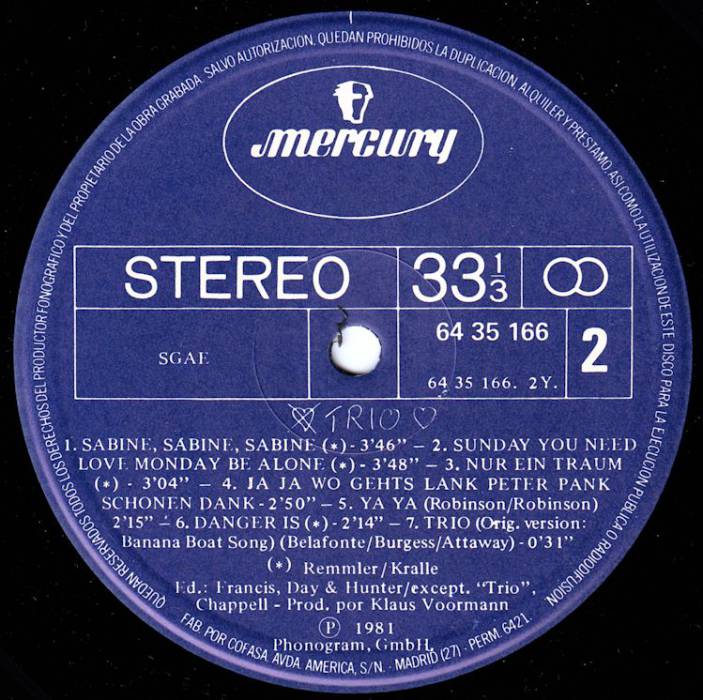 QUEDAN RESERVADOS TODOS LOS DERECHOS DEL PRODUCTOR FONOGRAFICO Y DEL PROPIETARIO DE LA OBRA GRABADA. SALVO AUTORIZACION, QUEDAN PROHIBIDOS LA DUPLICACION, ALQUILER Y PRESTAMO, ASI COMO LA UTILIZACION DE ESTE DISCO PARA LA EJECUCION PUBLICA O RADIODIFUSION.
mercury
STEREO 33 1/3
SGAE
64 35 166
2
64 35 166. 2Y.
TRIO ♡
1. SABINE, SABINE, SABINE (*) - 3'46” – 2. SUNDAY YOU NEED
LOVE MONDAY BE ALONE (*) - 3'48” – 3. NUR EIN TRAUM
(*) - 3'04” – 4. JA JA WO GEHTS LANK PETER PANK
SCHONEN DANK - 2'50” – 5. YA YA (Robinson/Robinson)
2'15” – 6. DANGER IS (*) - 2'14” – 7. TRIO (Orig. version:
Banana Boat Song) (Belafonte/Burgess/Attaway) - 0'31”
(*) Remmler/Kralle
Ed.: Francis, Day & Hunter/except. “Trio”,
Chappell - Prod. por Klaus Voormann
Ⓟ 1981
Phonogram, GmbH.
FAB. POR COFASA. AVDA. AMERICA, S/N. - MADRID (27) - PERM. 6421